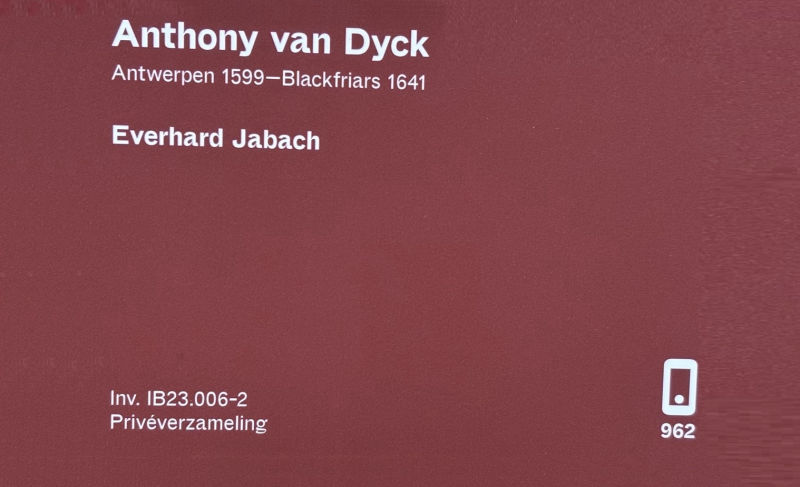 Anthony van Dyck
Antwerpen 1599–Blackfriars 1641
Everhard Jabach
Inv. IB23.006-2
Privéverzameling
962